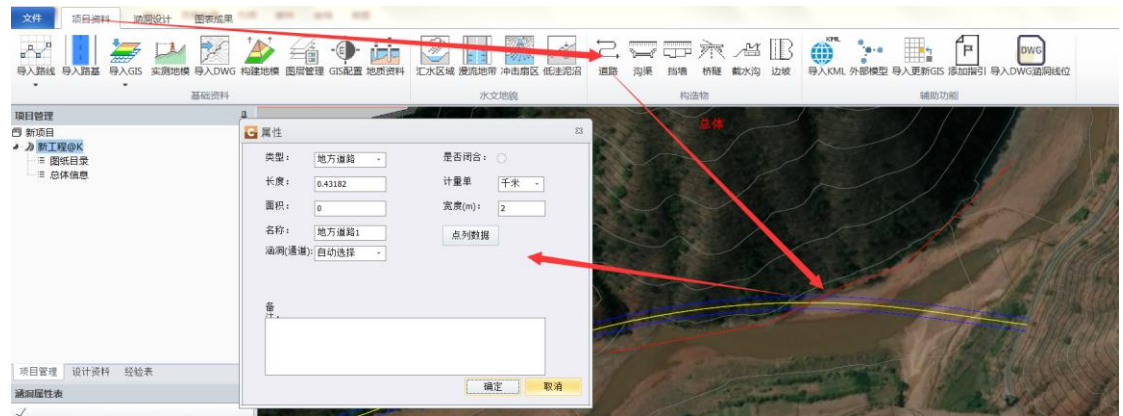 文件 项目资料 涵洞设计 图表成果
导入路线 导入路基 导入GIS 实测地模 导入DWG 构建地模 图层管理 GIS配置 地质资料 汇水区域 漫流地带 冲击扇区 低洼泥沼 道路 沟渠 挡墙 桥隧 截水沟 边坡 导入KML 外部模型 导入更新GIS 添加指引 导入DWG涵洞线位
基础资料 水文地貌 构造物 辅助功能
项目管理
新项目
新工程@K
图纸目录
总体信息
总体
属性
类型： 地方道路 是否闭合：
长度： 0.43182 计量单 千米
面积： 0 宽度(m)： 2
名称： 地方道路1 点列数据
涵洞(通道)： 自动选择
备
注：
确定 取消
项目管理 设计资料 经验表
涵洞属性表